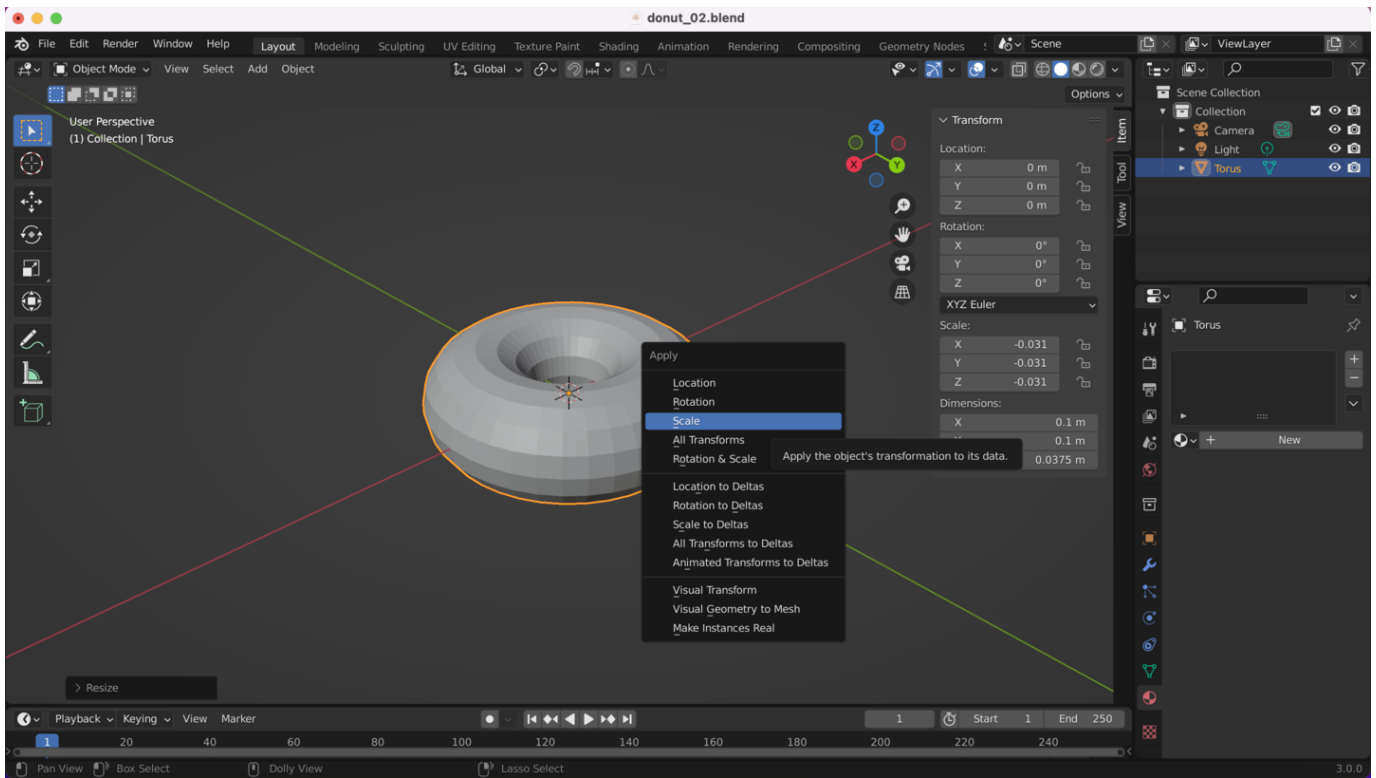 donut_02.blend
File Edit Render Window Help Layout Modeling Sculpting UV Editing Texture Paint Shading Animation Rendering Compositing Geometry Nodes Scene ViewLayer
Object Mode View Select Add Object Global
Options
User Perspective
(1) Collection | Torus
Transform
Location:
X 0 m
Y 0 m
Z 0 m
Rotation:
X 0°
Y 0°
Z 0°
XYZ Euler
Scale:
X -0.031
Y -0.031
Z -0.031
Dimensions:
X 0.1 m
0.1 m
0.0375 m
Item
Tool
View
Z
X
Y
Apply
Location
Rotation
Scale
All Transforms
Rotation & Scale
Apply the object's transformation to its data.
Location to Deltas
Rotation to Deltas
Scale to Deltas
All Transforms to Deltas
Animated Transforms to Deltas
Visual Transform
Visual Geometry to Mesh
Make Instances Real
Scene Collection
Collection
Camera
Light
Torus
Torus
New
> Resize
Playback Keying View Marker 1 Start 1 End 250
1 20 40 60 80 100 120 140 160 180 200 220 240
Pan View Box Select Dolly View Lasso Select 3.0.0